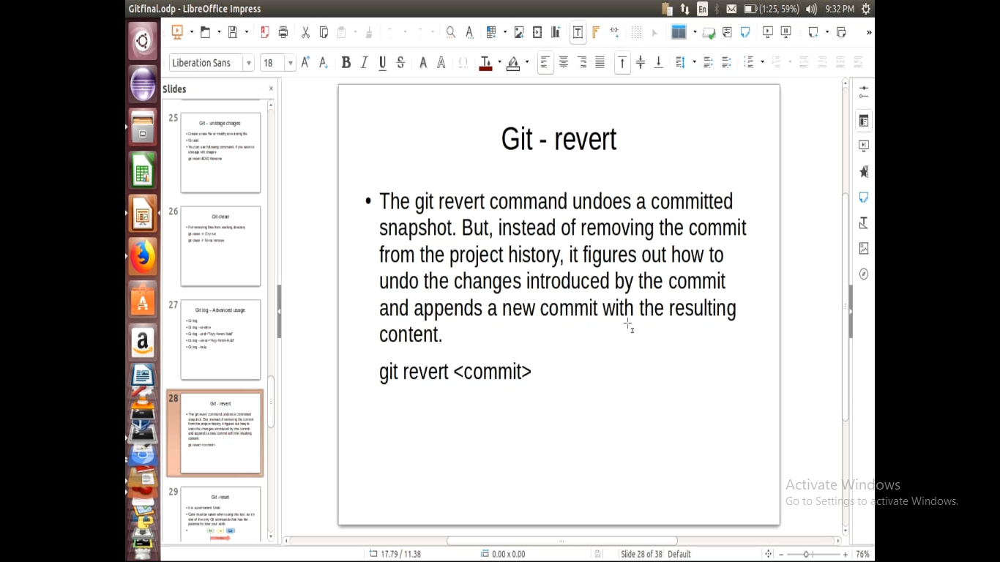 Gitfinal.odp - LibreOffice Impress
En
(1:25, 59%)
9:32 PM
Liberation Sans
18
Slides
25
Git – unstage chages
• Create a new file or modify an existing file
• Git add
• You can use following command, if you want to
unstage teh chages.
git reset HEAD filename
26
Git clean
• For removing files from working directory
git clean -n Dry run
git clean -f Force remove
27
Git log – Advanced usage
• Git log
• Git log --oneline
• Git log --help
28
Git - revert
• The git revert command undoes a committed
snapshot. But, instead of removing the commit
from the project history, it figures out how to
undo the changes introduced by the commit
and appends a new commit with the resulting
content.
git revert <commit>
29
Git -reset
• It is a permanent Undo
• Care must be taken when using this tool, as it's
one of the only Git commands that has the
potential to lose your work.
Git - revert
• The git revert command undoes a committed
snapshot. But, instead of removing the commit
from the project history, it figures out how to
undo the changes introduced by the commit
and appends a new commit with the resulting
content.
git revert <commit>
Activate Windows
Go to Settings to activate Windows.
17.79 / 11.38
0.00 x 0.00
Slide 28 of 38
Default
76%